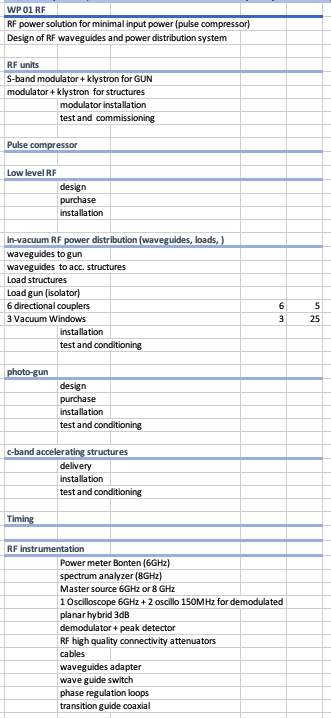 WP 01 RF
RF power solution for minimal input power (pulse compressor)
Design of RF waveguides and power distribution system
RF units
S-band modulator + klystron for GUN
modulator + klystron for structures
modulator installation
test and commissioning
Pulse compressor
Low level RF
design
purchase
installation
in-vacuum RF power distribution (waveguides, loads, )
waveguides to gun
waveguides to acc. structures
Load structures
Load gun (isolator)
6 directional couplers 6 5
3 Vacuum Windows 3 25
installation
test and conditioning
photo-gun
design
purchase
installation
test and conditioning
c-band accelerating structures
delivery
installation
test and conditioning
Timing
RF instrumentation
Power meter Bonten (6GHz)
spectrum analyzer (8GHz)
Master source 6GHz or 8 GHz
1 Oscilloscope 6GHz + 2 oscillo 150MHz for demodulated
planar hybrid 3dB
demodulator + peak detector
RF high quality connectivity attenuators
cables
waveguides adapter
wave guide switch
phase regulation loops
transition guide coaxial